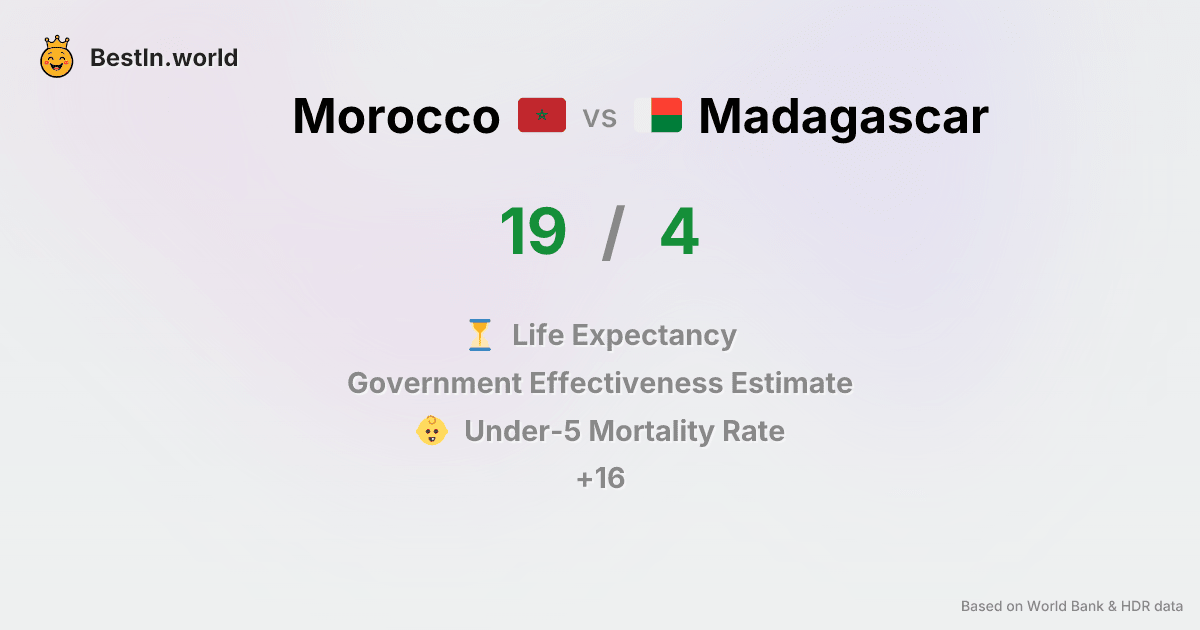 BestIn.world
Morocco vs Madagascar
19 / 4
Life Expectancy
Government Effectiveness Estimate
Under-5 Mortality Rate
+16
Based on World Bank & HDR data